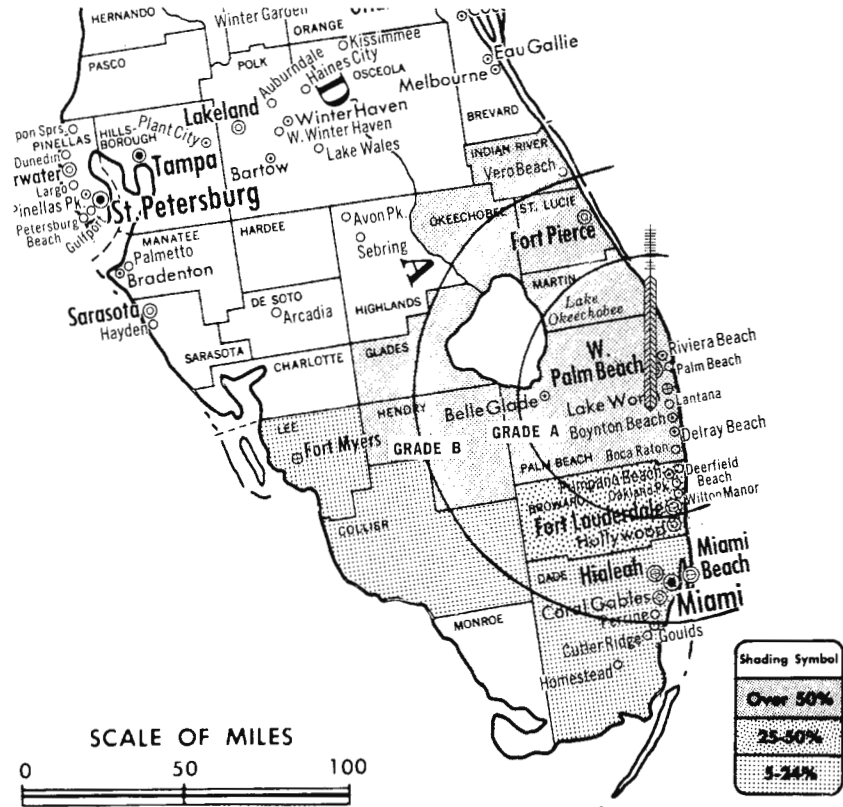 HERNANDO
Winter Garden
ORANGE
Kissimmee
PASCO
POLK
Auburndale
Haines City
OSCEOLA
D
Eau Gallie
Melbourne
BREVARD
Lakeland
Winter Haven
W. Winter Haven
Lake Wales
Bartow
pon Sprs.
PINELLAS
HILLS-
BOROUGH
Plant City
Dunedin
rwater
Tampa
Largo
Pinellas Pk.
St. Petersburg
Petersburg
Beach
Gulfport
INDIAN RIVER
Vero Beach
OKEECHOBEE
ST. LUCIE
Fort Pierce
MANATEE
Palmetto
Bradenton
HARDEE
Avon Pk.
Sebring
A
HIGHLANDS
MARTIN
Lake
Okeechobee
Sarasota
Hayden
DE SOTO
Arcadia
SARASOTA
CHARLOTTE
GLADES
W.
Palm Beach
Riviera Beach
Palm Beach
Lantana
Belle Glade
Lake Wor
Boynton Beach
Delray Beach
LEE
Fort Myers
HENDRY
GRADE B
GRADE A
PALM BEACH
Boca Raton
Pompano Beach
Deerfield
Beach
Oakland Pk.
Wilton Manor
BROWARD
Fort Lauderdale
Hollywood
COLLIER
DADE
Hialeah
Miami
Beach
Coral Gables
Miami
Perrine
MONROE
Cutler Ridge
Goulds
Homestead
Shading Symbol
Over 50%
25-50%
5-24%
SCALE OF MILES
0 50 100